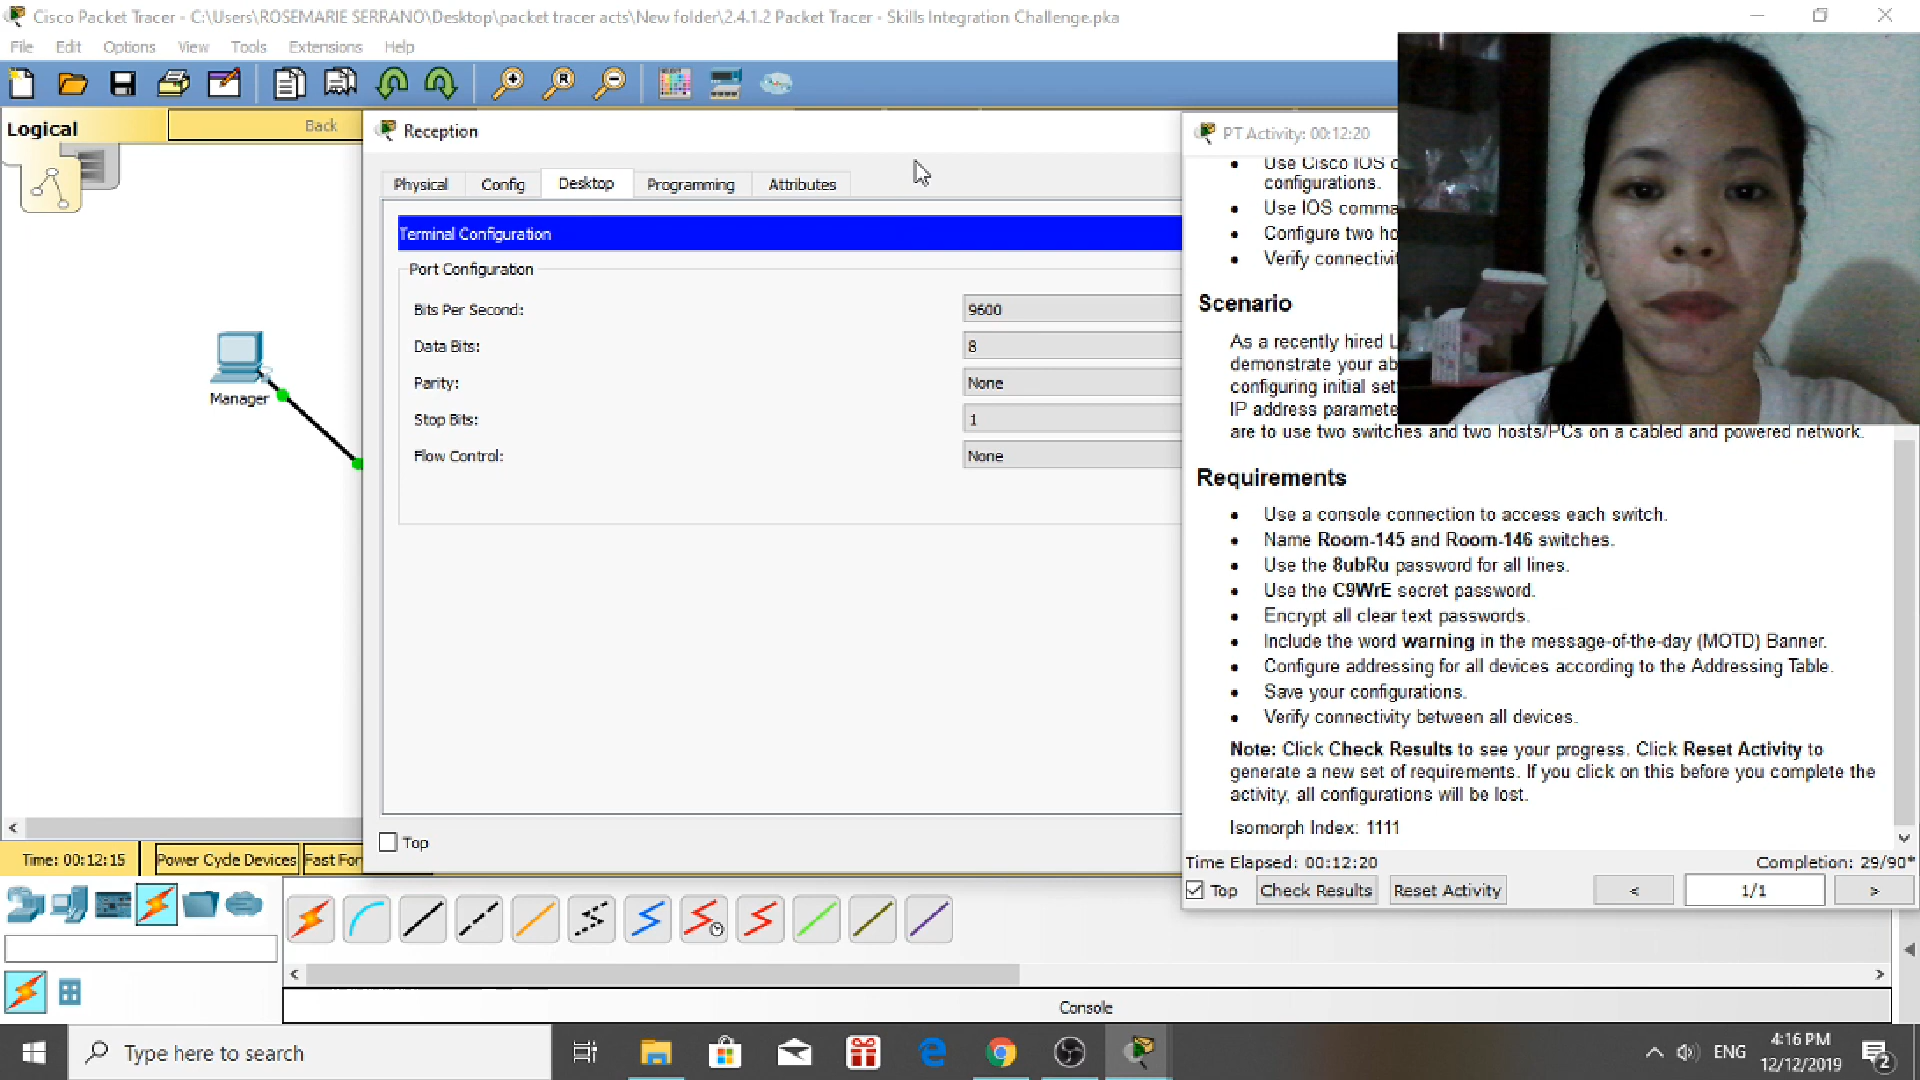 Cisco Packet Tracer - C:\Users\ROSEMARIE SERRANO\Desktop\packet tracer acts\New folder\2.4.1.2 Packet Tracer - Skills Integration Challenge.pka
File Edit Options View Tools Extensions Help
Logical
Back
Manager
Reception
Physical Config Desktop Programming Attributes
Terminal Configuration
Port Configuration
Bits Per Second: 9600
Data Bits: 8
Parity: None
Stop Bits: 1
Flow Control: None
Top
PT Activity: 00:12:20
• Use Cisco IOS
configurations.
• Use IOS comma
• Configure two ho
• Verify connectivit
Scenario
As a recently hired L
demonstrate your ab
configuring initial set
IP address paramete
are to use two switches and two hosts/PCs on a cabled and powered network.
Requirements
• Use a console connection to access each switch.
• Name Room-145 and Room-146 switches.
• Use the 8ubRu password for all lines.
• Use the C9WrE secret password.
• Encrypt all clear text passwords.
• Include the word warning in the message-of-the-day (MOTD) Banner.
• Configure addressing for all devices according to the Addressing Table.
• Save your configurations.
• Verify connectivity between all devices.
Note: Click Check Results to see your progress. Click Reset Activity to
generate a new set of requirements. If you click on this before you complete the
activity, all configurations will be lost.
Isomorph Index: 1111
Time Elapsed: 00:12:20 Completion: 29/90*
Top Check Results Reset Activity < 1/1 >
Time: 00:12:15 Power Cycle Devices Fast For
Console
Type here to search
ENG
4:16 PM
12/12/2019
2